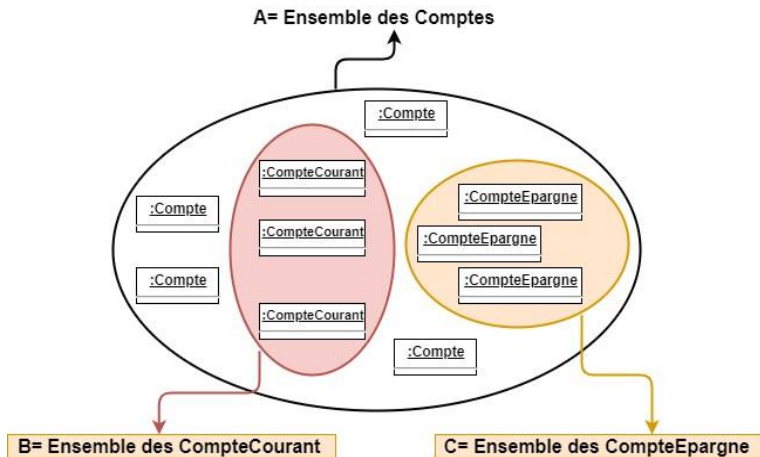 A= Ensemble des Comptes
:Compte
:CompteCourant
:CompteEpargne
:Compte
:CompteCourant
:CompteEpargne
:Compte
:CompteEpargne
:CompteCourant
:Compte
B= Ensemble des CompteCourant
C= Ensemble des CompteEpargne